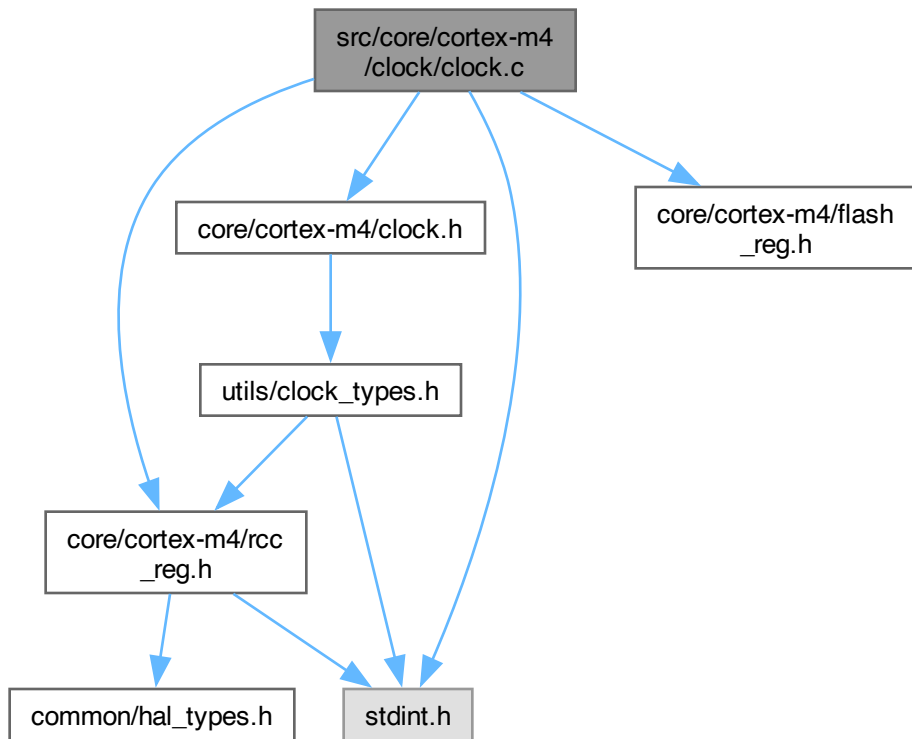 src/core/cortex-m4
/clock/clock.c
core/cortex-m4/clock.h
core/cortex-m4/flash
_reg.h
utils/clock_types.h
core/cortex-m4/rcc
_reg.h
common/hal_types.h
stdint.h